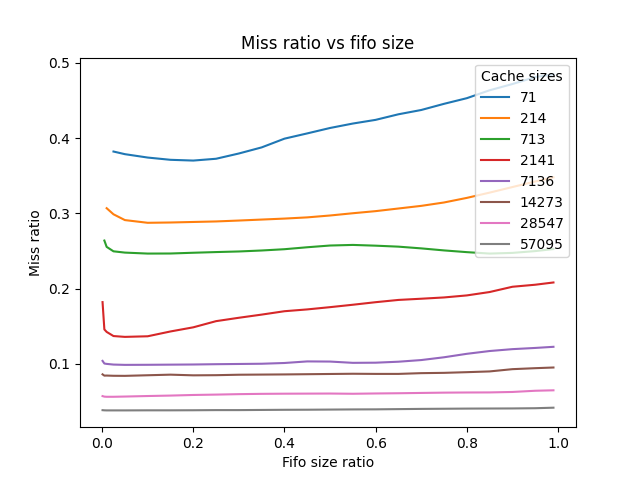 Miss ratio vs fifo size
Miss ratio
0.5
0.4
0.3
0.2
0.1
Cache sizes
71
214
713
2141
7136
14273
28547
57095
0.0 0.2 0.4 0.6 0.8 1.0
Fifo size ratio